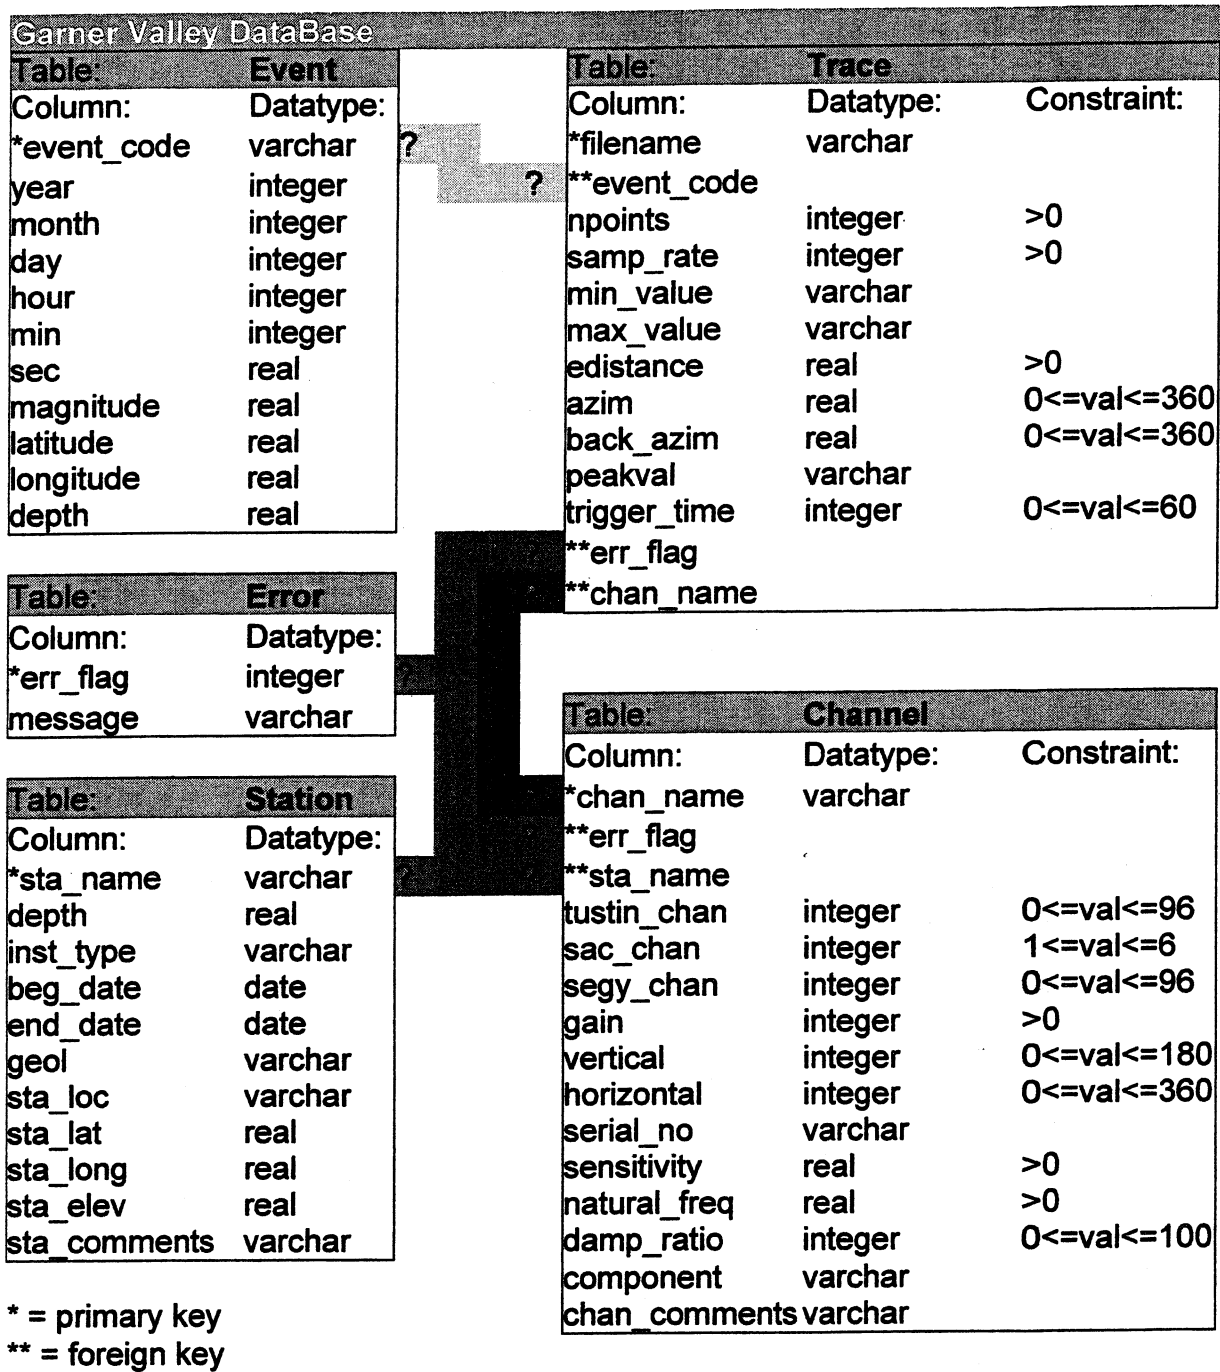 Garner Valley DataBase
Table: Event
Column: Datatype:
*event_code varchar ?
year integer
month integer
day integer
hour integer
min integer
sec real
magnitude real
latitude real
longitude real
depth real
Table: Error
Column: Datatype:
*err_flag integer ?
message varchar
Table: Station
Column: Datatype:
*sta_name varchar ?
depth real
inst_type varchar
beg_date date
end_date date
geol varchar
sta_loc varchar
sta_lat real
sta_long real
sta_elev real
sta_comments varchar
* = primary key
** = foreign key
Table: Trace
Column: Datatype: Constraint:
*filename varchar
? **event_code
npoints integer >0
samp_rate integer >0
min_value varchar
max_value varchar
edistance real >0
azim real 0<=val<=360
back_azim real 0<=val<=360
peakval varchar
trigger_time integer 0<=val<=60
**err_flag
**chan_name
Table: Channel
Column: Datatype: Constraint:
*chan_name varchar
**err_flag
**sta_name
tustin_chan integer 0<=val<=96
sac_chan integer 1<=val<=6
segy_chan integer 0<=val<=96
gain integer >0
vertical integer 0<=val<=180
horizontal integer 0<=val<=360
serial_no varchar
sensitivity real >0
natural_freq real >0
damp_ratio integer 0<=val<=100
component varchar
chan_comments varchar